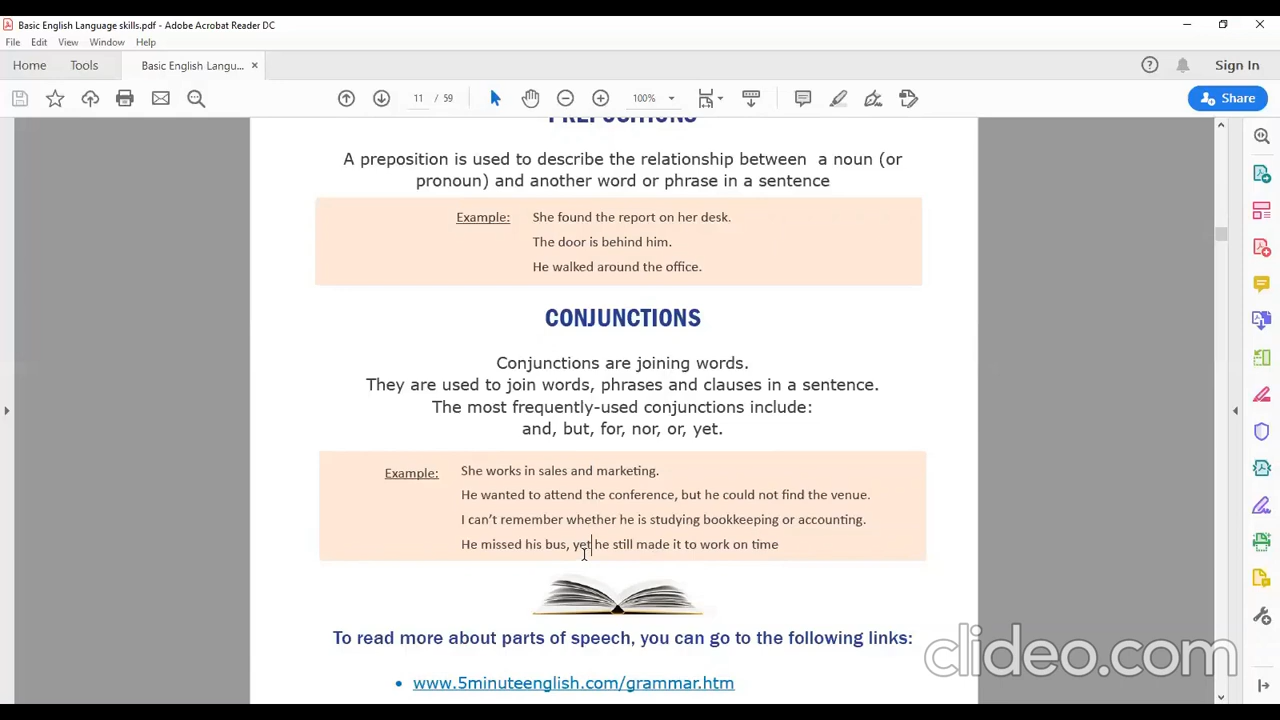 Basic English Language skills.pdf - Adobe Acrobat Reader DC
File Edit View Window Help
Home Tools Basic English Langu... × Sign In
11 / 59 100% Share
PREPOSITIONS
A preposition is used to describe the relationship between a noun (or
pronoun) and another word or phrase in a sentence
Example: She found the report on her desk.
The door is behind him.
He walked around the office.
CONJUNCTIONS
Conjunctions are joining words.
They are used to join words, phrases and clauses in a sentence.
The most frequently-used conjunctions include:
and, but, for, nor, or, yet.
Example: She works in sales and marketing.
He wanted to attend the conference, but he could not find the venue.
I can’t remember whether he is studying bookkeeping or accounting.
He missed his bus, yet he still made it to work on time
To read more about parts of speech, you can go to the following links:
• www.5minuteenglish.com/grammar.htm
clideo.com